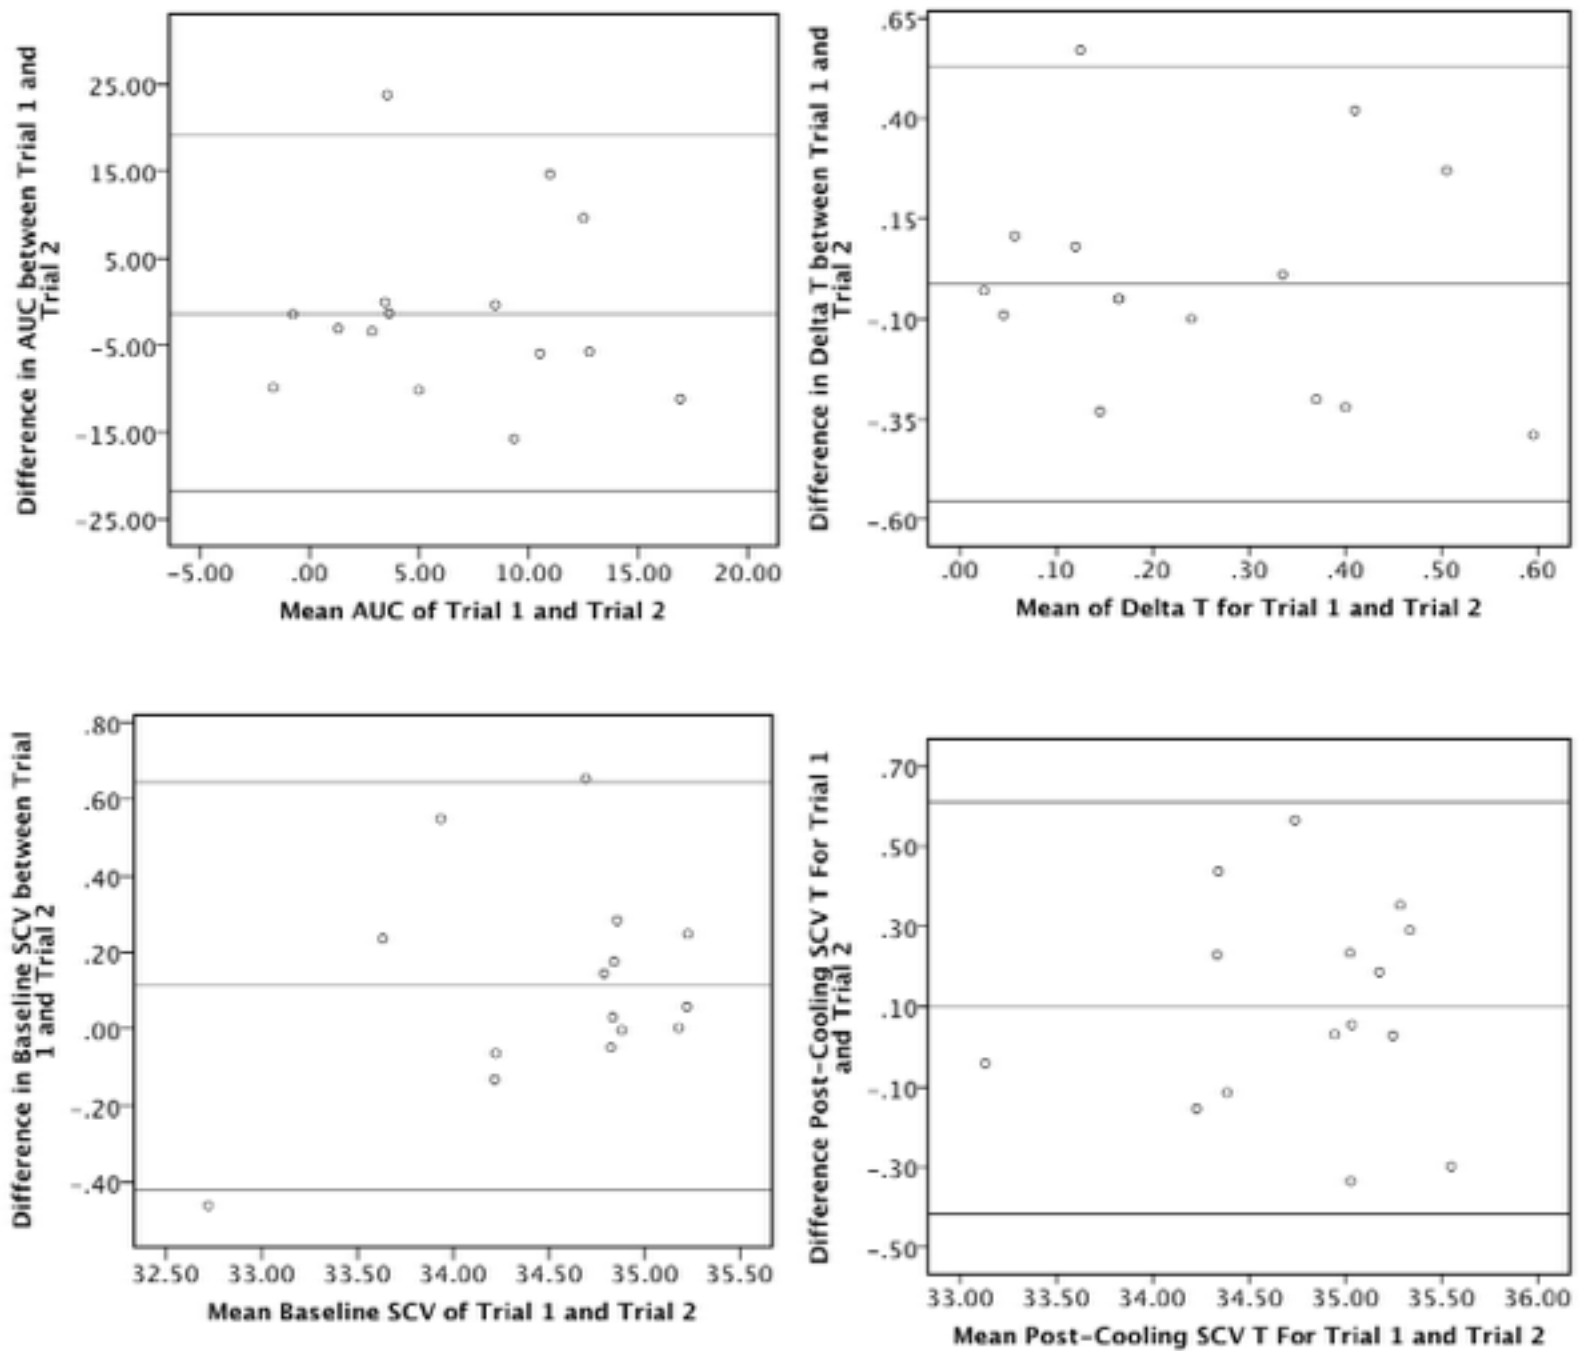 Difference in AUC between Trial 1 and
Trial 2
25.00
15.00
5.00
-5.00
-15.00
-25.00
-5.00 .00 5.00 10.00 15.00 20.00
Mean AUC of Trial 1 and Trial 2
Difference in Delta T between Trial 1 and
Trial 2
.65
.40
.15
-.10
-.35
-.60
.00 .10 .20 .30 .40 .50 .60
Mean of Delta T for Trial 1 and Trial 2
Difference in Baseline SCV between Trial
1 and Trial 2
.80
.60
.40
.20
.00
-.20
-.40
32.50 33.00 33.50 34.00 34.50 35.00 35.50
Mean Baseline SCV of Trial 1 and Trial 2
Difference Post-Cooling SCV T For Trial 1
and Trial 2
.70
.50
.30
.10
-.10
-.30
-.50
33.00 33.50 34.00 34.50 35.00 35.50 36.00
Mean Post-Cooling SCV T For Trial 1 and Trial 2